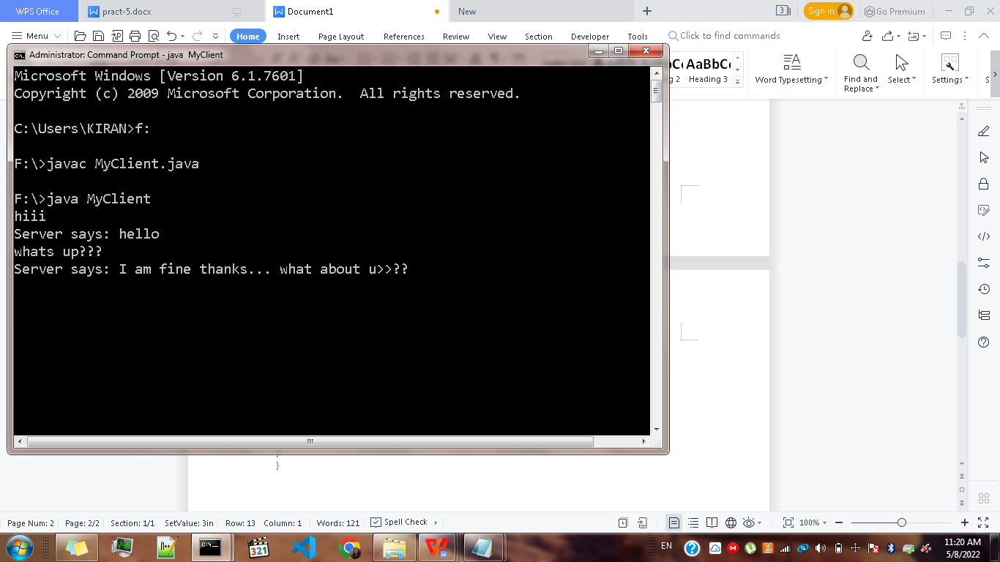 WPS Office
pract-5.docx
Document1
New
3
Sign in
Go Premium
Menu
Home
Insert
Page Layout
References
Review
View
Section
Developer
Tools
Click to find commands
Administrator: Command Prompt - java  MyClient
Microsoft Windows [Version 6.1.7601]
Copyright (c) 2009 Microsoft Corporation.  All rights reserved.
C:\Users\KIRAN>f:
F:\>javac MyClient.java
F:\>java MyClient
hiii
Server says: hello
whats up???
Server says: I am fine thanks... what about u>>??
AaBbC
g 2
Heading 3
Word Typesetting
Find and
Replace
Select
Settings
S
}
Page Num: 2
Page: 2/2
Section: 1/1
SetValue: 3in
Row: 13
Column: 1
Words: 121
Spell Check
100%
321
EN
11:20 AM
5/8/2022